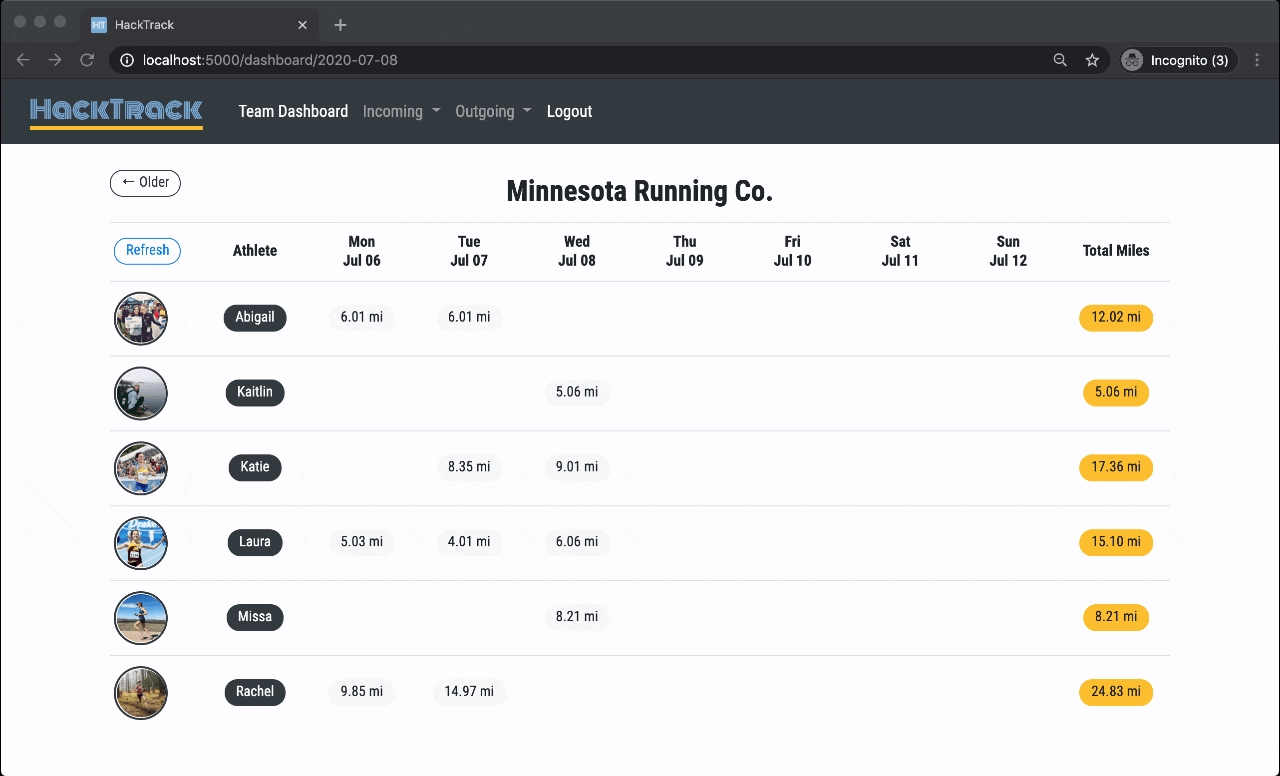 HT HackTrack
localhost:5000/dashboard/2020-07-08
Incognito (3)
HackTrack Team Dashboard Incoming Outgoing Logout
← Older
Minnesota Running Co.
Refresh Athlete Mon Jul 06 Tue Jul 07 Wed Jul 08 Thu Jul 09 Fri Jul 10 Sat Jul 11 Sun Jul 12 Total Miles
Abigail 6.01 mi 6.01 mi 12.02 mi
Kaitlin 5.06 mi 5.06 mi
Katie 8.35 mi 9.01 mi 17.36 mi
Laura 5.03 mi 4.01 mi 6.06 mi 15.10 mi
Missa 8.21 mi 8.21 mi
Rachel 9.85 mi 14.97 mi 24.83 mi